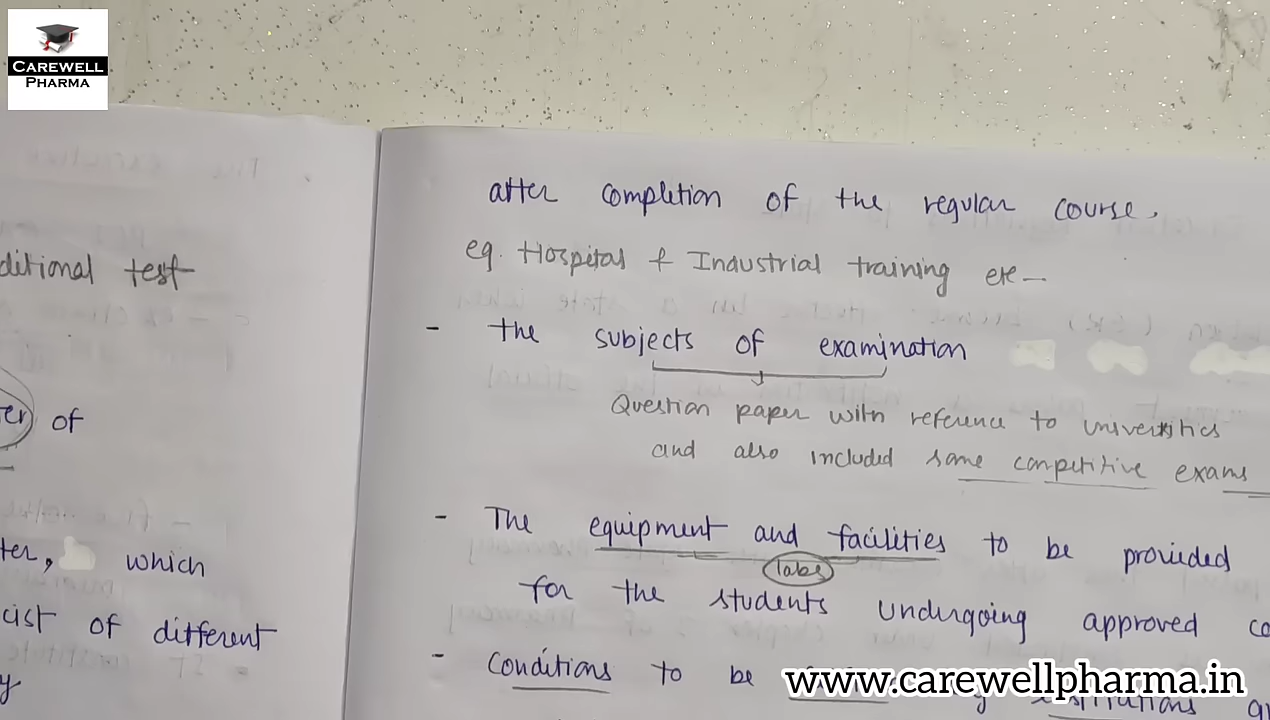 CAREWELL
PHARMA
ditional test
er of
ter, which
cist of different
y
after completion of the regular course.
eg. Hospital & Industrial training etc—
- the subjects of examination
Question paper with reference to universities
and also included some competitive exams
- The equipment and facilities to be provided
labs
for the students undergoing approved co
- Conditions to be
www.carewellpharma.in